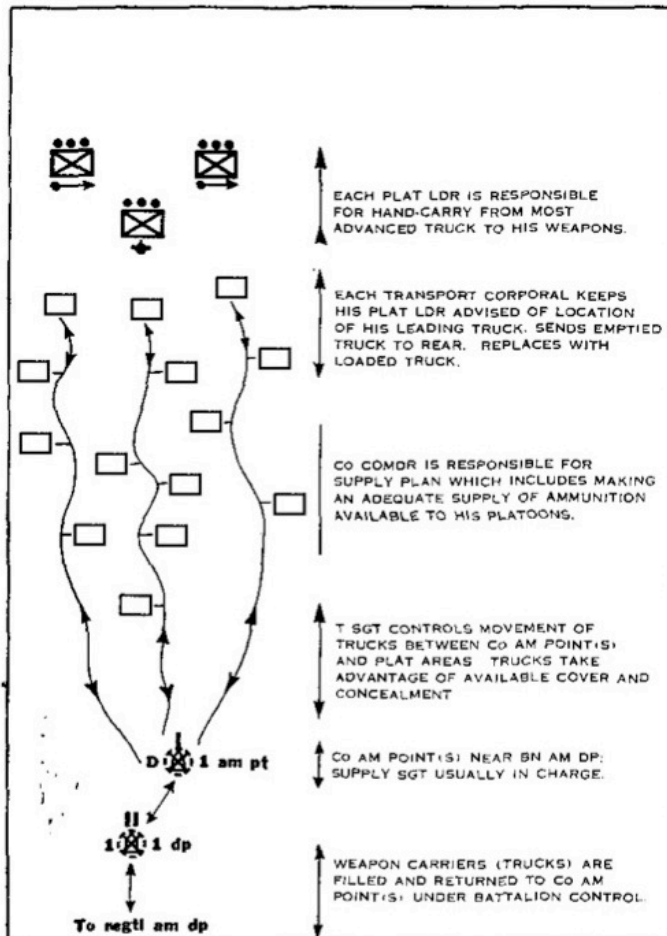 EACH PLAT LDR IS RESPONSIBLE
FOR HAND-CARRY FROM MOST
ADVANCED TRUCK TO HIS WEAPONS.
EACH TRANSPORT CORPORAL KEEPS
HIS PLAT LDR ADVISED OF LOCATION
OF HIS LEADING TRUCK. SENDS EMPTIED
TRUCK TO REAR. REPLACES WITH
LOADED TRUCK.
CO COMDR IS RESPONSIBLE FOR
SUPPLY PLAN WHICH INCLUDES MAKING
AN ADEQUATE SUPPLY OF AMMUNITION
AVAILABLE TO HIS PLATOONS.
T SGT CONTROLS MOVEMENT OF
TRUCKS BETWEEN CO AM POINT(S)
AND PLAT AREAS TRUCKS TAKE
ADVANTAGE OF AVAILABLE COVER AND
CONCEALMENT
D 1 am pt
CO AM POINT(S) NEAR BN AM DP;
SUPPLY SGT USUALLY IN CHARGE.
1 1 dp
WEAPON CARRIERS (TRUCKS) ARE
FILLED AND RETURNED TO CO AM
POINT(S) UNDER BATTALION CONTROL.
To regtl am dp